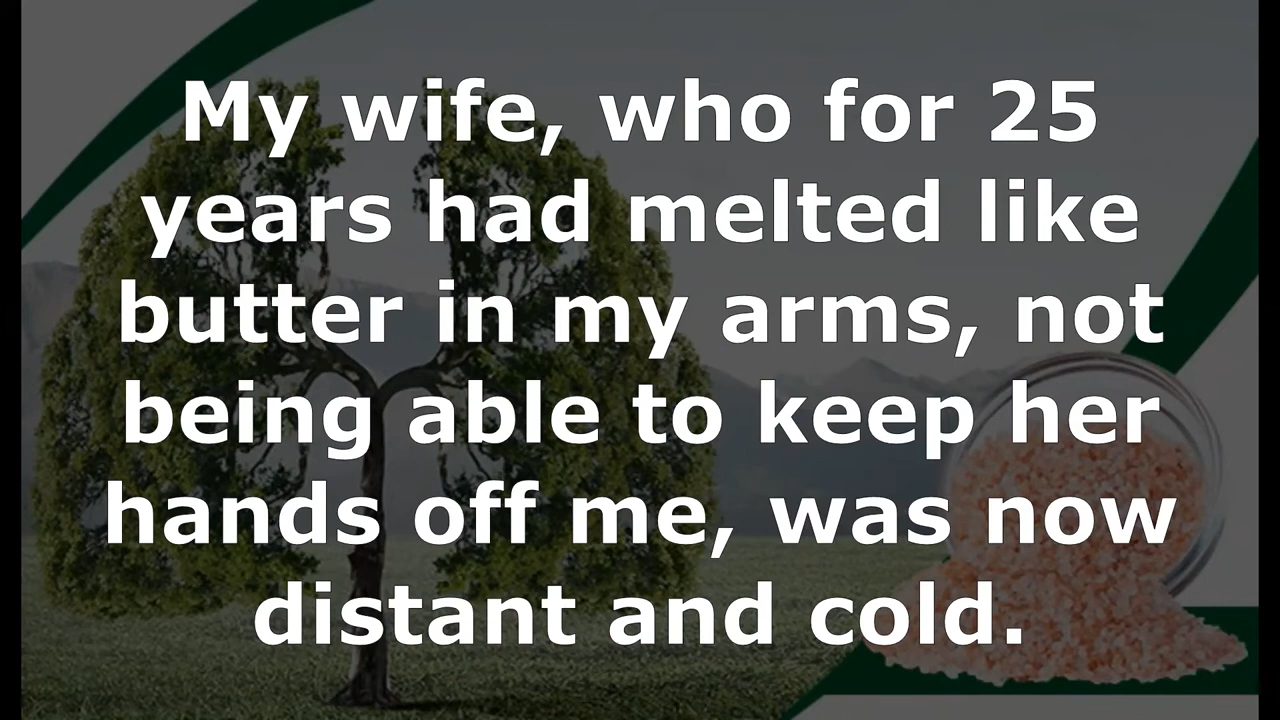 My wife, who for 25
years had melted like
butter in my arms, not
being able to keep her
hands off me, was now
distant and cold.